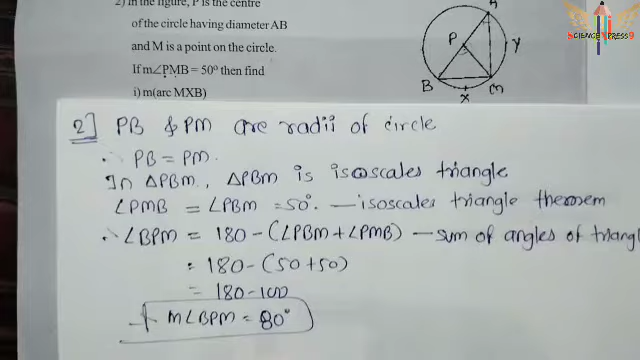 2) In the figure, P is the centre
of the circle having diameter AB
and M is a point on the circle.
If m∠PMB = 50° then find
i) m(arc MXB)
A
P
Y
B
M
X
SCIENCE XPRESS9
2] PB & PM are radii of circle
∴ PB = PM.
In ΔPBM, ΔPBM is isoscales triangle
∠PMB = ∠PBM = 50°. — isoscales triangle theorem
∴ ∠BPM = 180 - (∠PBM + ∠PMB) — sum of angles of triang
= 180 - (50 + 50)
= 180 - 100
m∠BPM = 80°